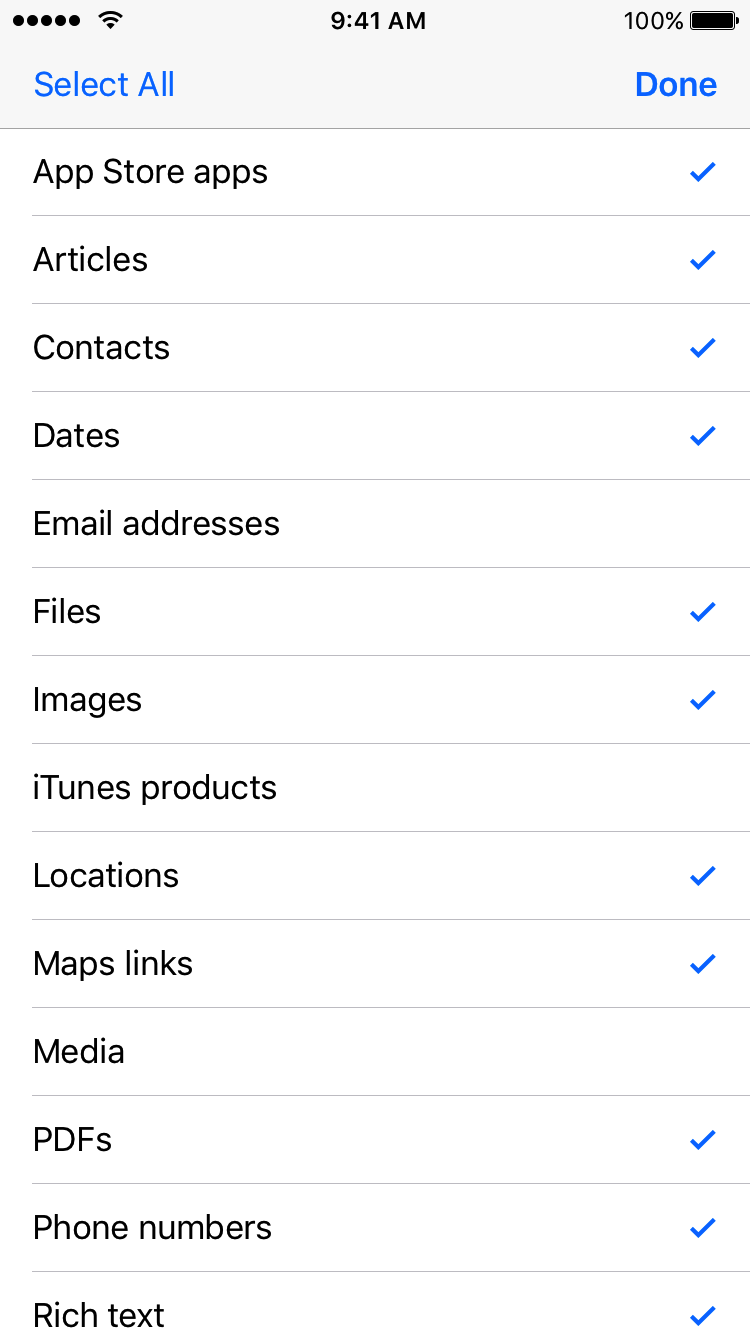 9:41 AM 100%
Select All Done
App Store apps
Articles
Contacts
Dates
Email addresses
Files
Images
iTunes products
Locations
Maps links
Media
PDFs
Phone numbers
Rich text